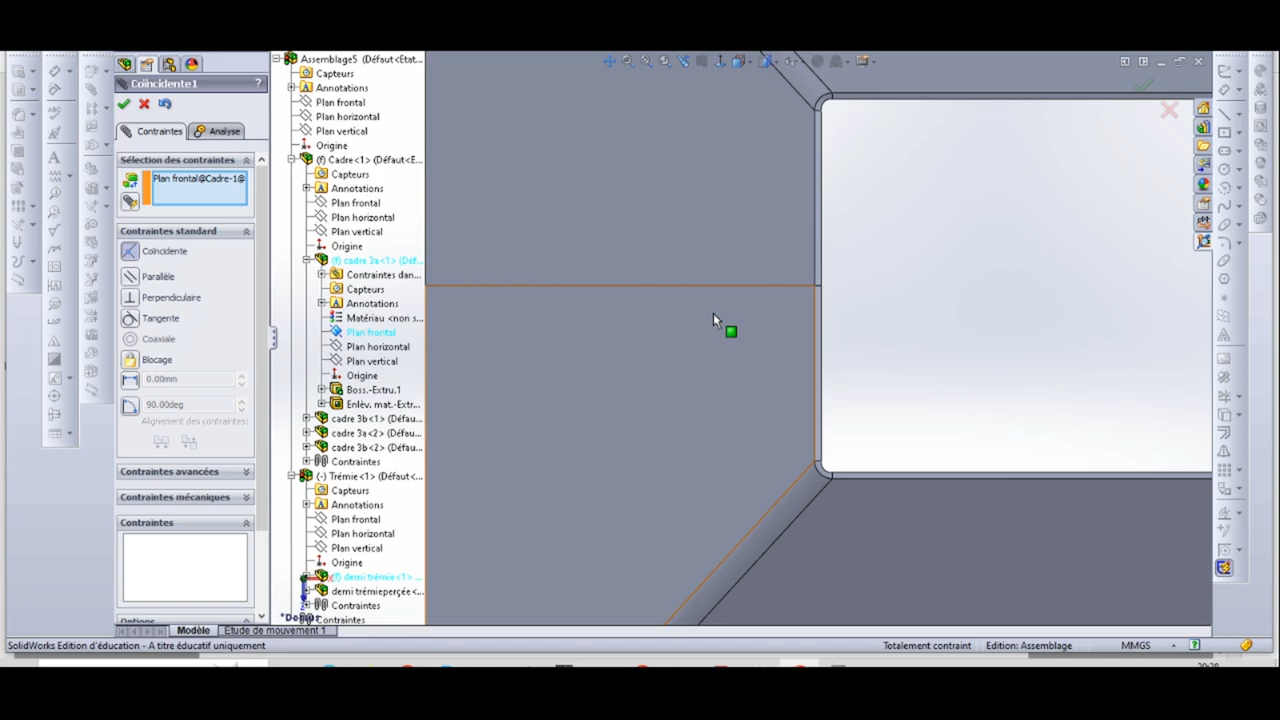 Coïncidente1
?
Contraintes
Analyse
Sélection des contraintes
Plan frontal@Cadre-1@
Contraintes standard
Coïncidente
Parallèle
Perpendiculaire
Tangente
Coaxiale
Blocage
0.00mm
90.00deg
Alignement des contraintes:
Contraintes avancées
Contraintes mécaniques
Contraintes
Assemblage5 (Défaut<Etat...
Capteurs
Annotations
Plan frontal
Plan horizontal
Plan vertical
Origine
(f) Cadre<1> (Défaut<E...
Capteurs
Annotations
Plan frontal
Plan horizontal
Plan vertical
Origine
(f) cadre 3a<1> (Déf...
Contraintes dan...
Capteurs
Annotations
Matériau <non s...
Plan frontal
Plan horizontal
Plan vertical
Origine
Boss.-Extru.1
Enlèv. mat.-Extr...
cadre 3b<1> (Défau...
cadre 3a<2> (Défau...
cadre 3b<2> (Défau...
Contraintes
(-) Trémie<1> (Défaut<...
Capteurs
Annotations
Plan frontal
Plan horizontal
Plan vertical
Origine
(f) demi trémie<1> ...
demi trémieperçée<...
Contraintes
Contraintes
Modèle
Etude de mouvement 1
SolidWorks Edition d'éducation - A titre éducatif uniquement
Totalement contraint
Edition: Assemblage
MMGS